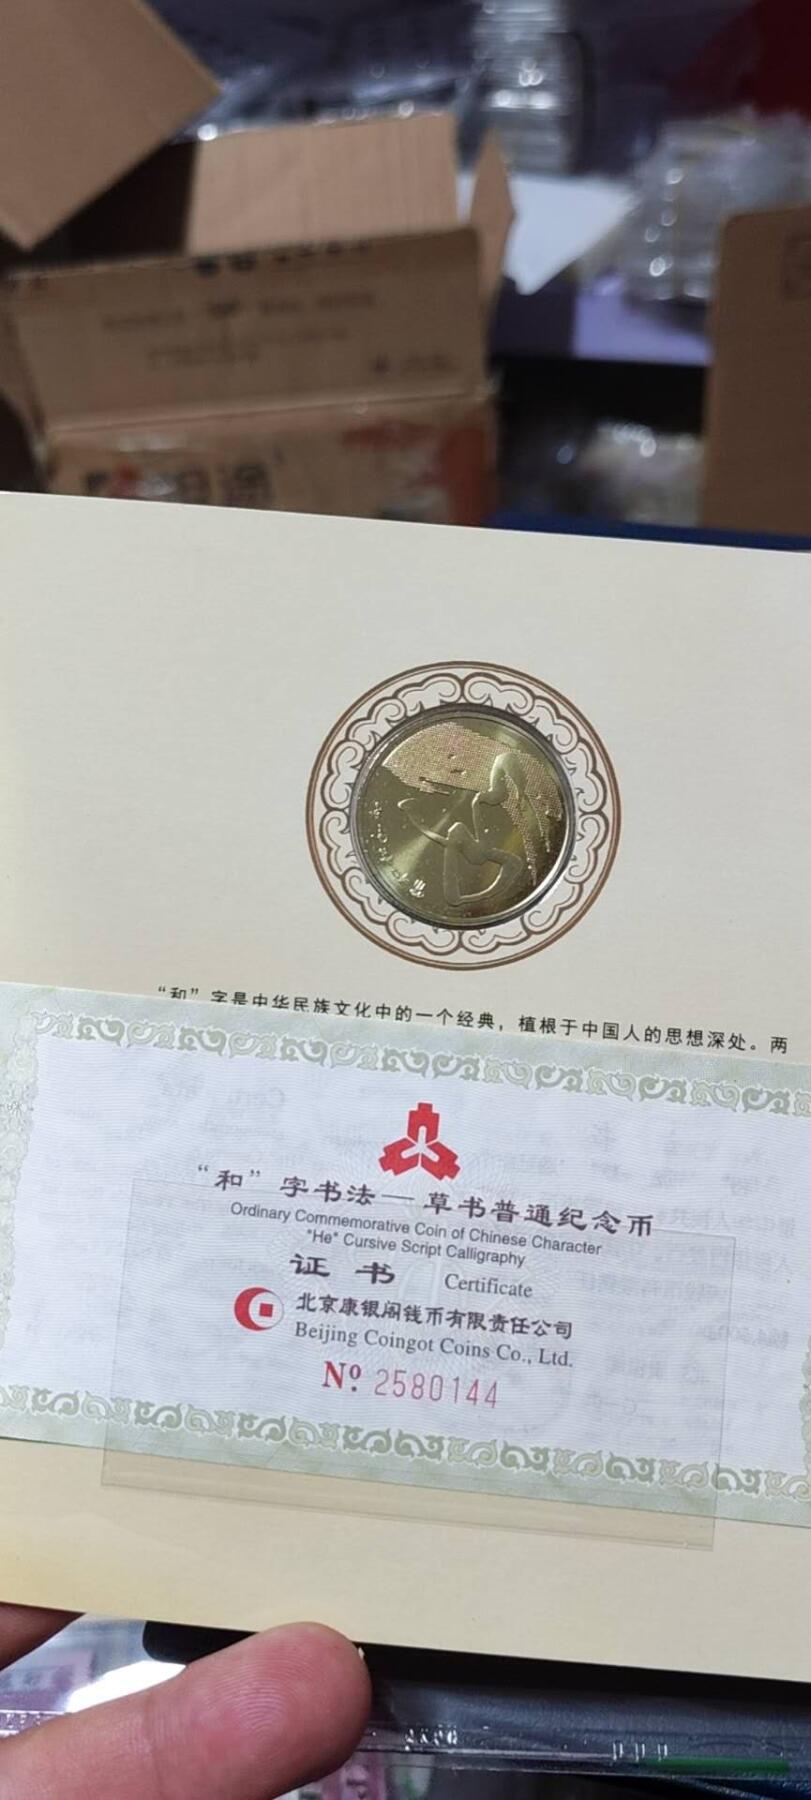 “和”字是中华民族文化中的一个经典，植根于中国人的思想深处。两
“和”字书法—草书普通纪念币
Ordinary Commemorative Coin of Chinese Character
"He" Cursive Script Calligraphy
证书 Certificate
北京康银阁钱币有限责任公司
Beijing Coingot Coins Co., Ltd.
Nº. 2580144